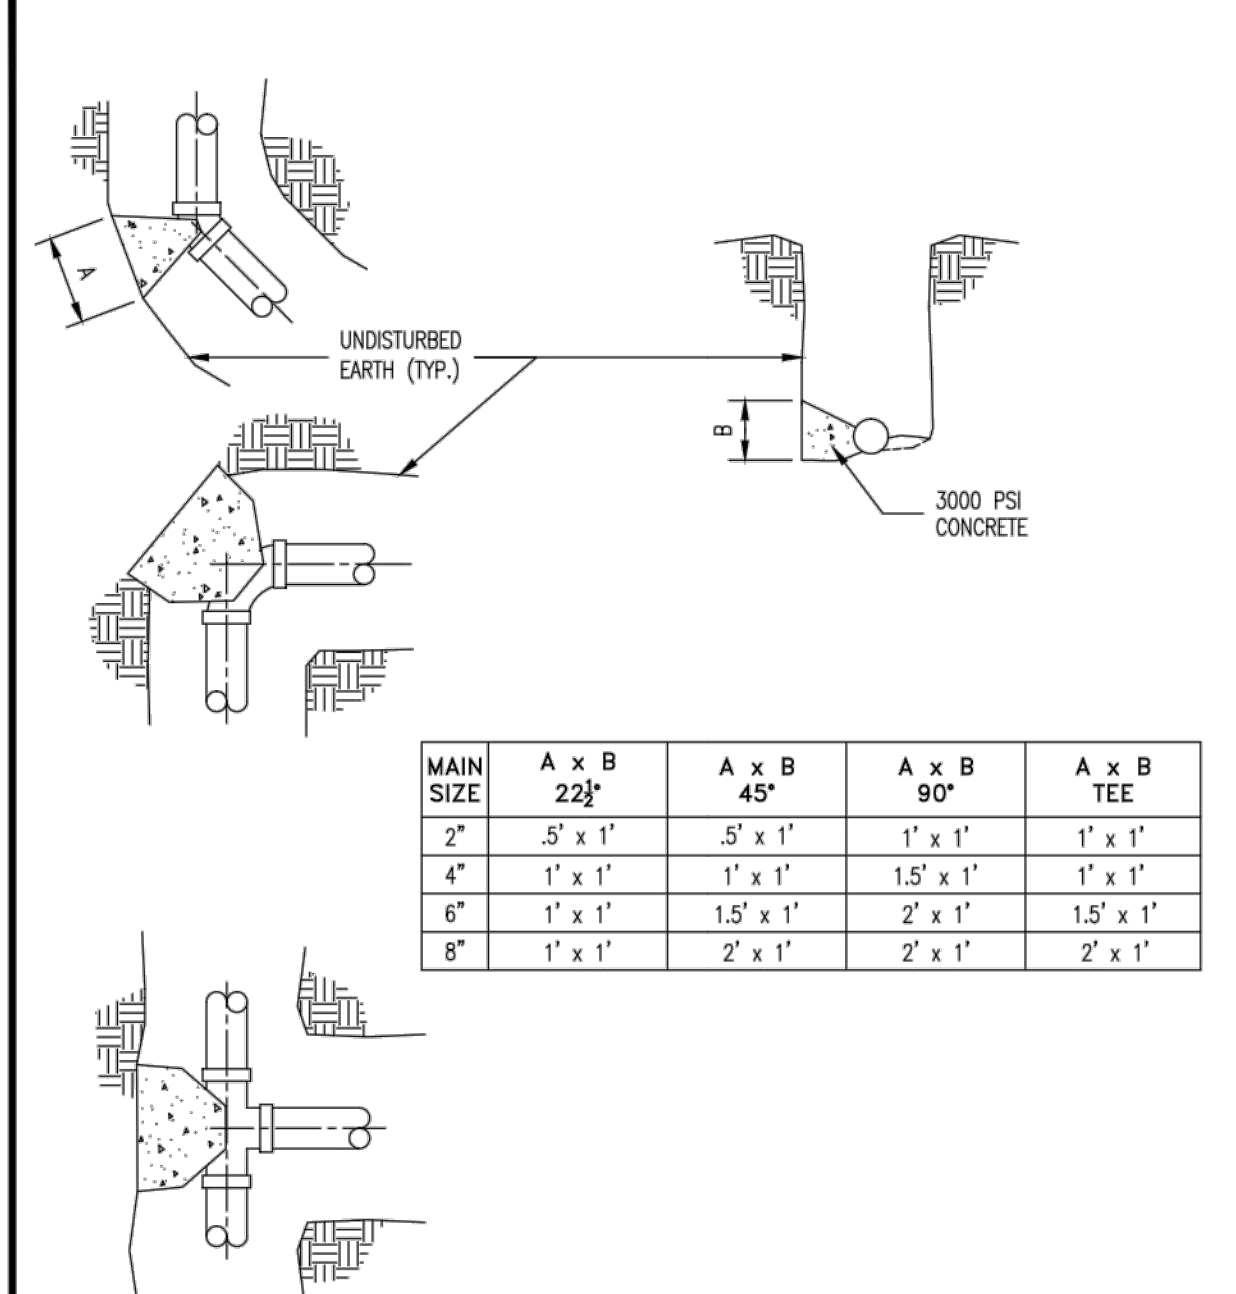 A
UNDISTURBED
EARTH (TYP.)
B
3000 PSI
CONCRETE
MAIN SIZE | A x B 22½° | A x B 45° | A x B 90° | A x B TEE
2" | .5' x 1' | .5' x 1' | 1' x 1' | 1' x 1'
4" | 1' x 1' | 1' x 1' | 1.5' x 1' | 1' x 1'
6" | 1' x 1' | 1.5' x 1' | 2' x 1' | 1.5' x 1'
8" | 1' x 1' | 2' x 1' | 2' x 1' | 2' x 1'